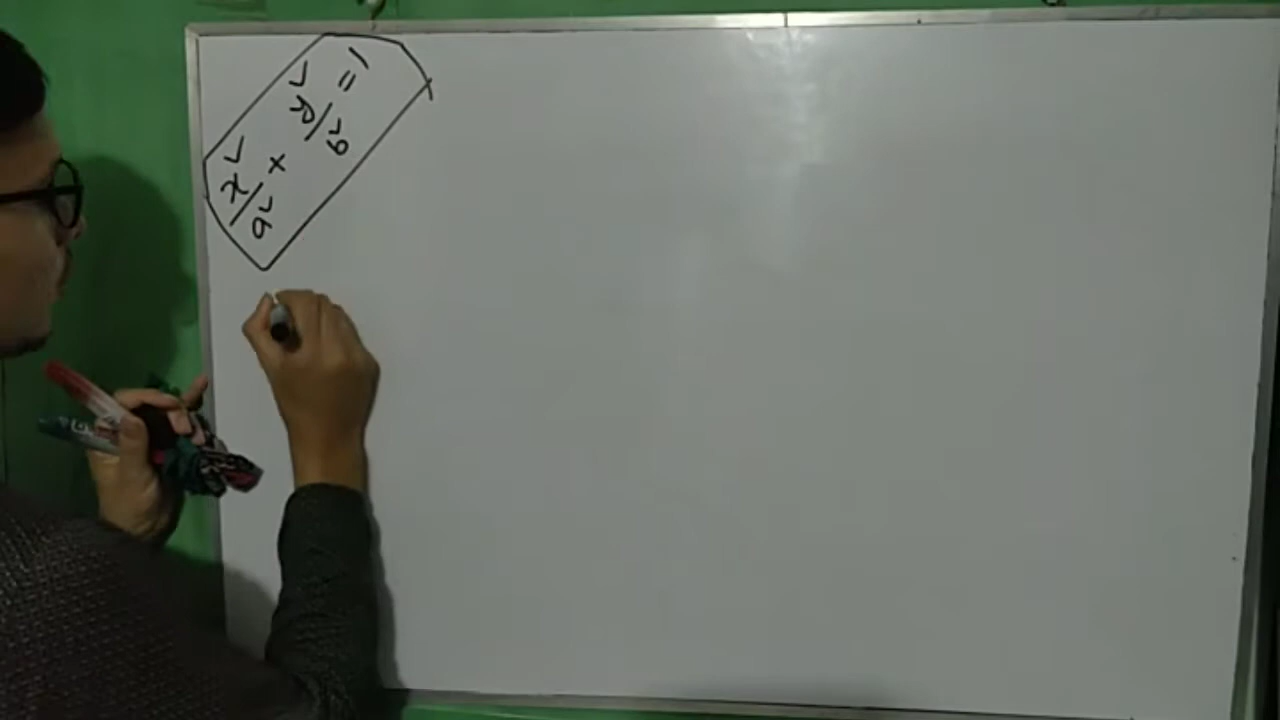 x²/a² + y²/b² = 1